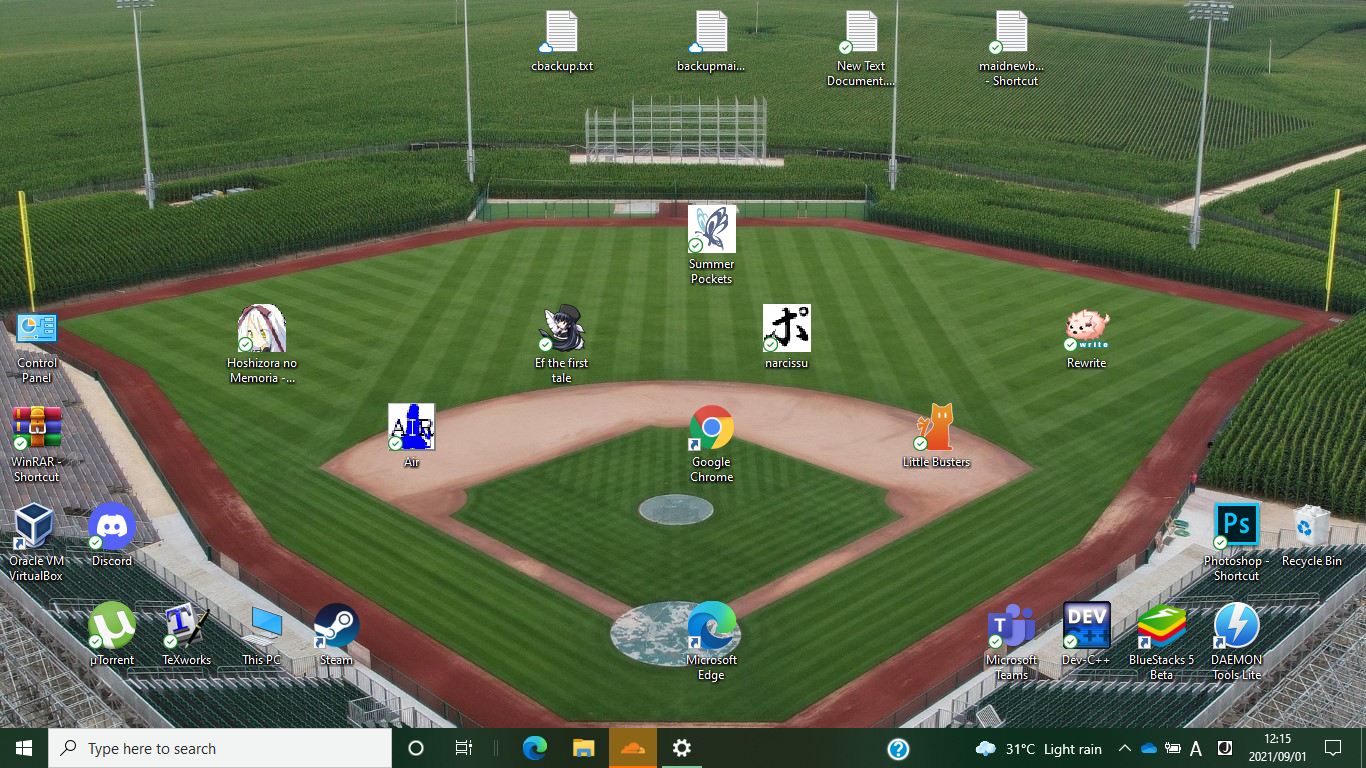 cbackup.txt
backupmai...
New Text
Document....
maidnewb...
- Shortcut
Summer
Pockets
Hoshizora no
Memoria -...
Ef the first
tale
ポ
narcissu
write
Rewrite
Control
Panel
AIR
Air
Google
Chrome
Little Busters
WinRAR -
Shortcut
Oracle VM
VirtualBox
Discord
Ps
Photoshop -
Shortcut
Recycle Bin
µ
µTorrent
T
TeXworks
This PC
Steam
Microsoft
Edge
T
Microsoft
Teams
DEV
C++
Dev-C++
BlueStacks 5
Beta
DAEMON
Tools Lite
Type here to search
?
31°C Light rain
A
J
12:15
2021/09/01